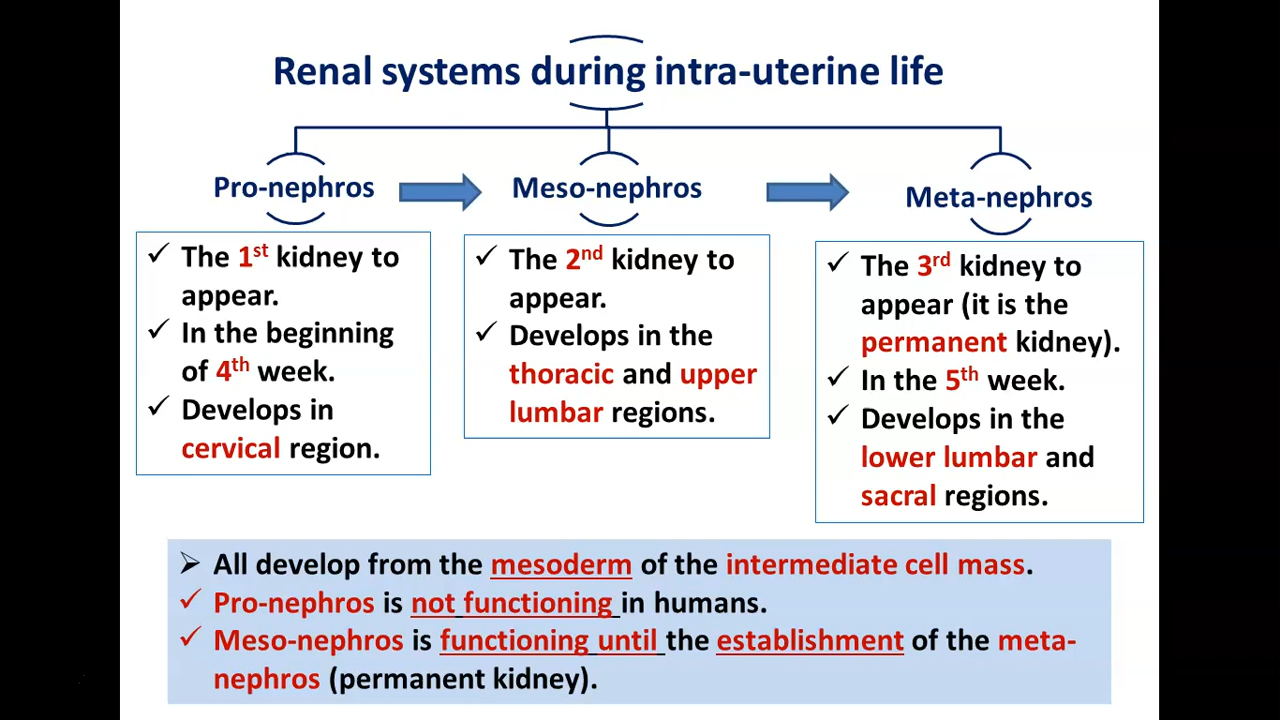 Renal systems during intra-uterine life
Pro-nephros
Meso-nephros
Meta-nephros
✓ The 1st kidney to
appear.
✓ In the beginning
of 4th week.
✓ Develops in
cervical region.
✓ The 2nd kidney to
appear.
✓ Develops in the
thoracic and upper
lumbar regions.
✓ The 3rd kidney to
appear (it is the
permanent kidney).
✓ In the 5th week.
✓ Develops in the
lower lumbar and
sacral regions.
➢ All develop from the mesoderm of the intermediate cell mass.
✓ Pro-nephros is not functioning in humans.
✓ Meso-nephros is functioning until the establishment of the meta-
nephros (permanent kidney).